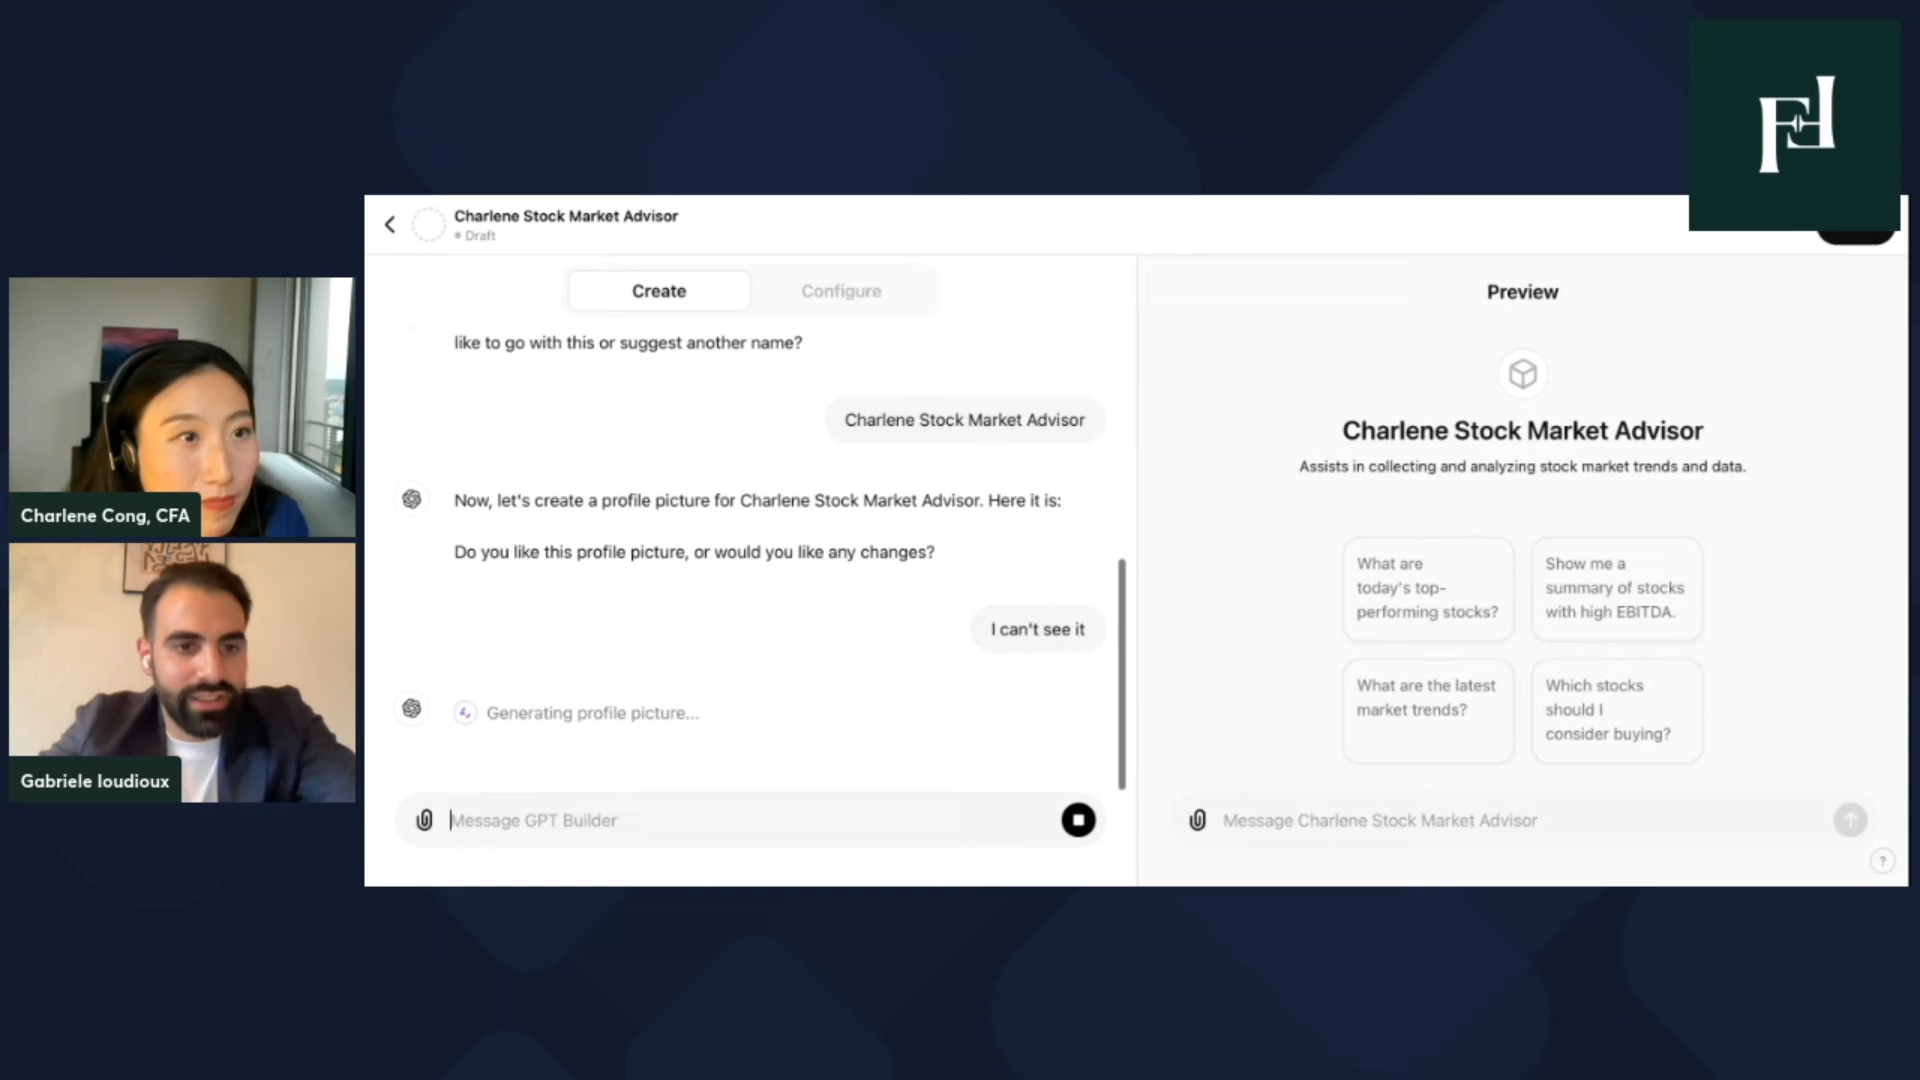 Charlene Stock Market Advisor
Draft
Create
Configure
like to go with this or suggest another name?
Charlene Stock Market Advisor
Now, let's create a profile picture for Charlene Stock Market Advisor. Here it is:
Do you like this profile picture, or would you like any changes?
I can't see it
Generating profile picture...
Message GPT Builder
Preview
Charlene Stock Market Advisor
Assists in collecting and analyzing stock market trends and data.
What are
today's top-
performing stocks?
Show me a
summary of stocks
with high EBITDA.
What are the latest
market trends?
Which stocks
should I
consider buying?
Message Charlene Stock Market Advisor
?
Charlene Cong, CFA
Gabriele Ioudioux